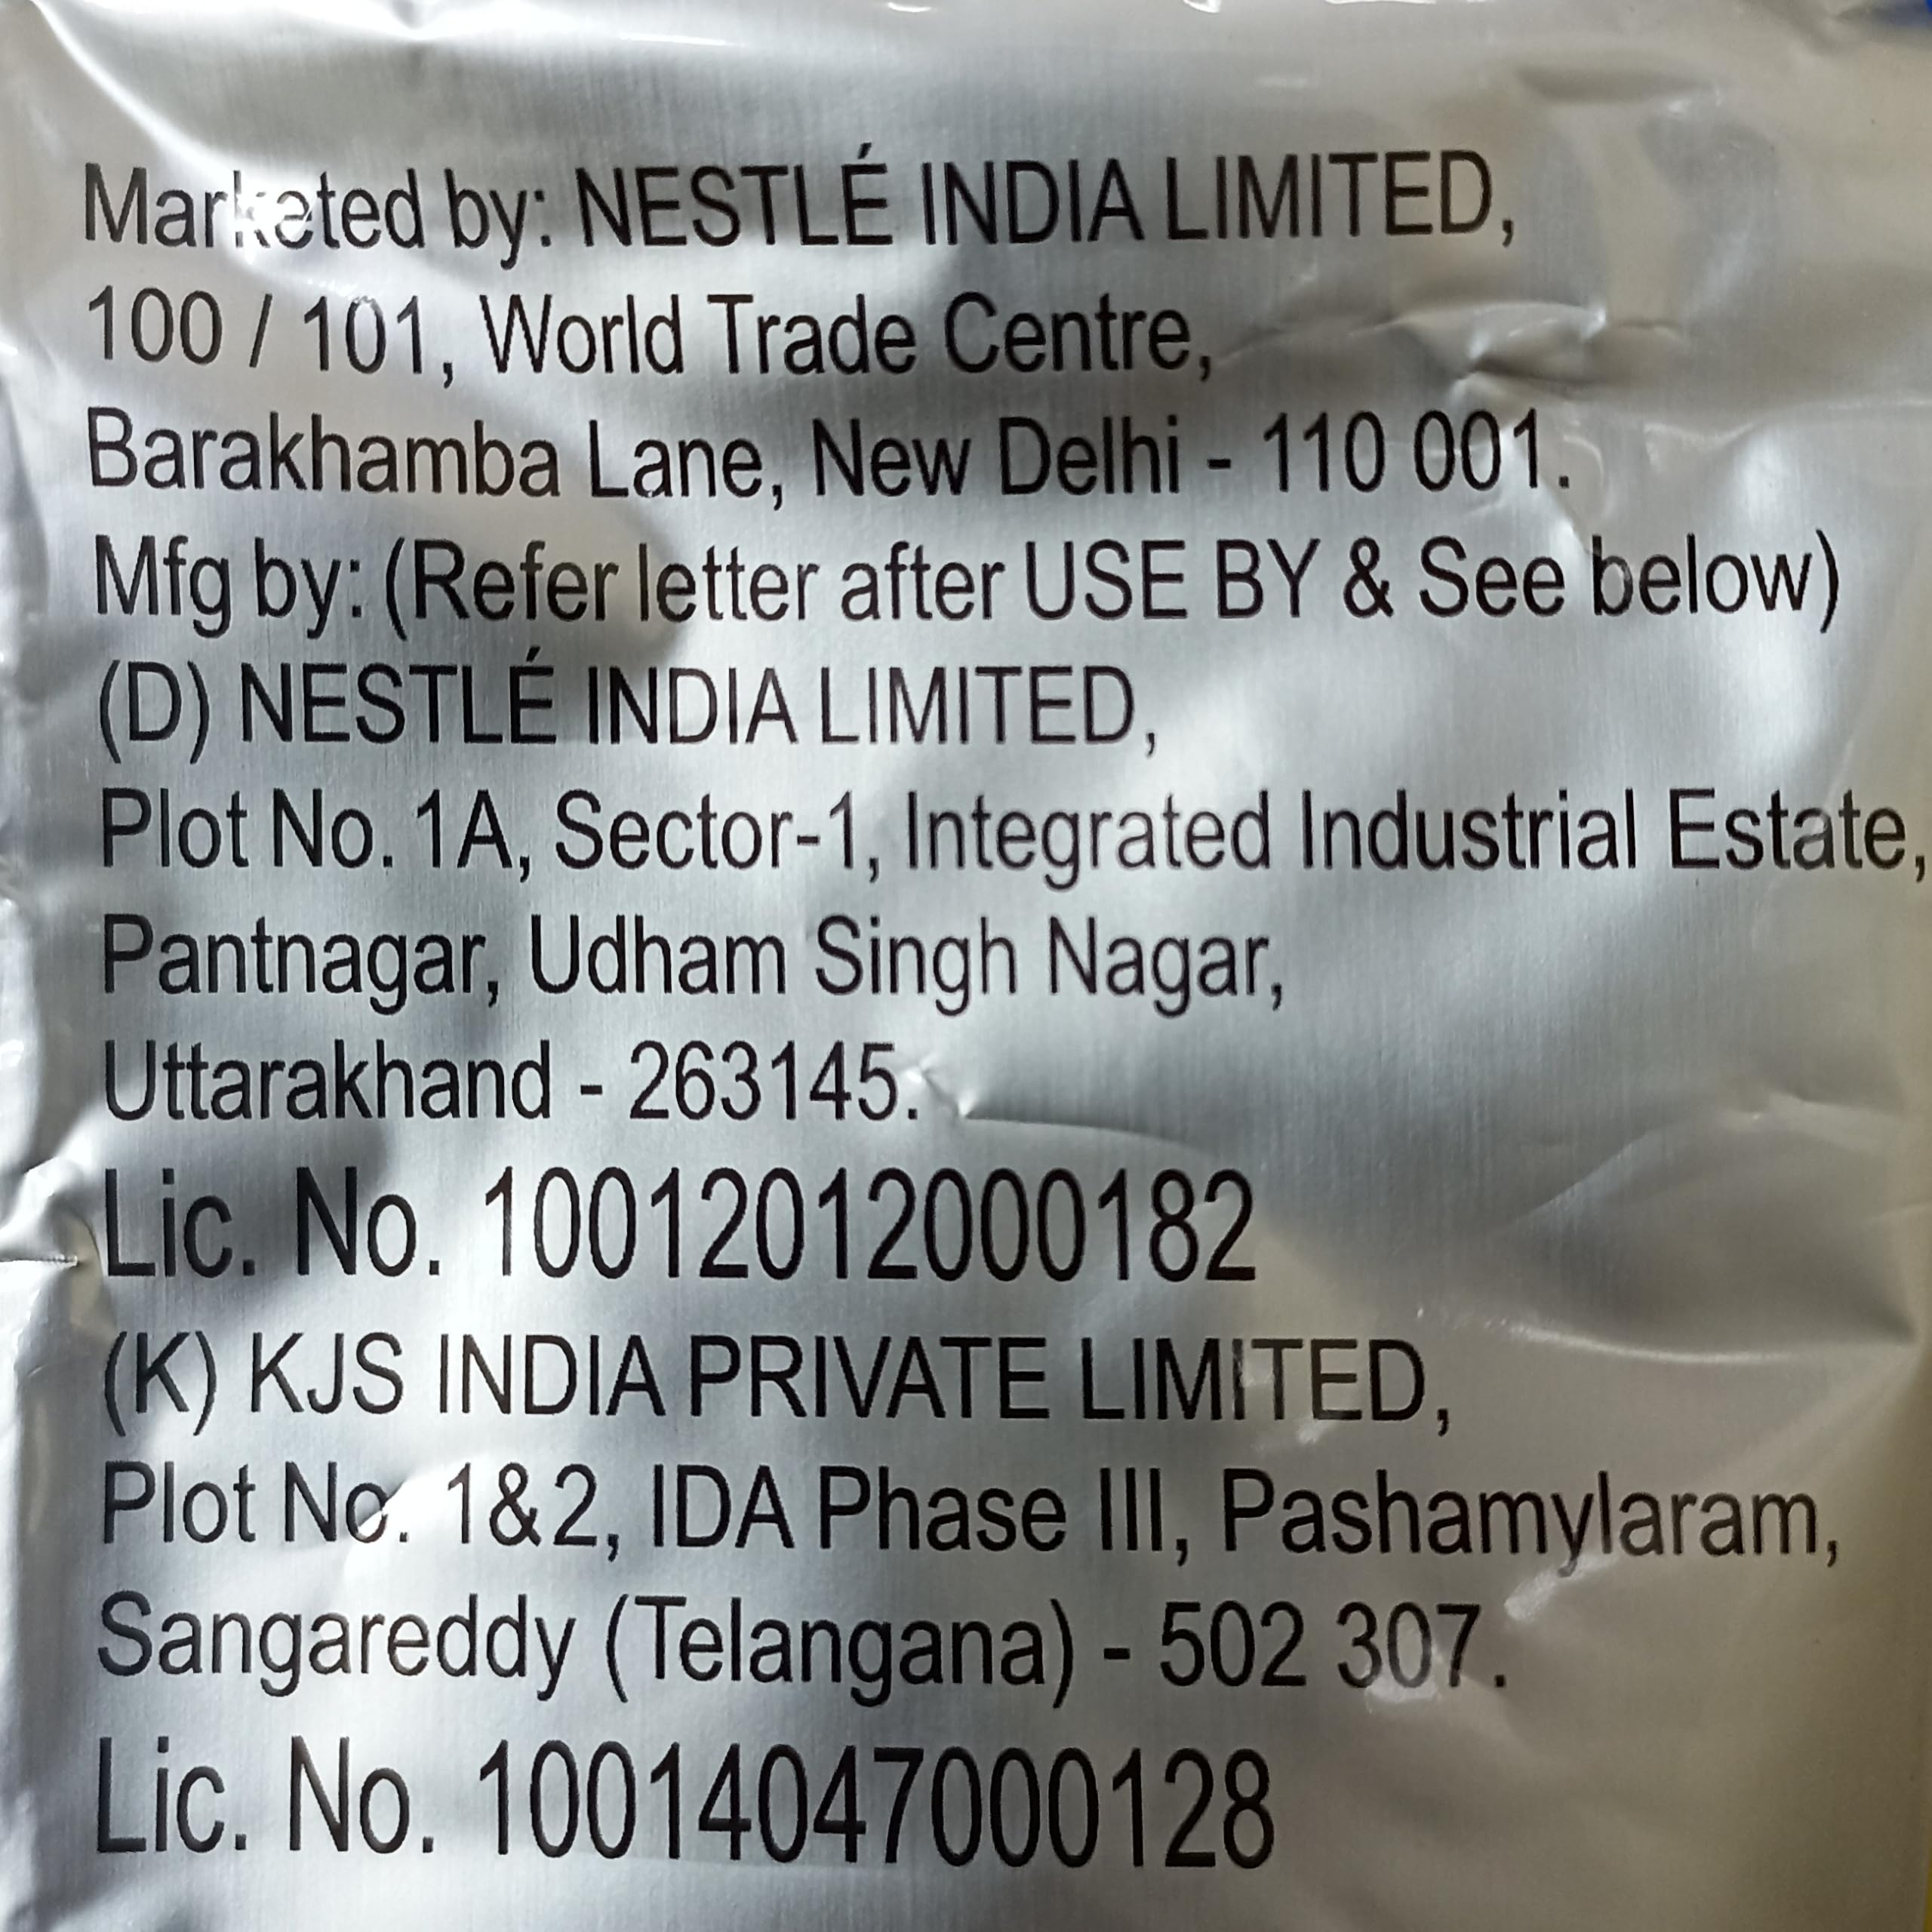 Marketed by: NESTLÉ INDIA LIMITED,
100 / 101, World Trade Centre,
Barakhamba Lane, New Delhi - 110 001.
Mfg by: (Refer letter after USE BY & See below)
(D) NESTLÉ INDIA LIMITED,
Plot No. 1A, Sector-1, Integrated Industrial Estate,
Pantnagar, Udham Singh Nagar,
Uttarakhand - 263145.
Lic. No. 10012012000182
(K) KJS INDIA PRIVATE LIMITED,
Plot No. 1&2, IDA Phase III, Pashamylaram,
Sangareddy (Telangana) - 502 307.
Lic. No. 10014047000128